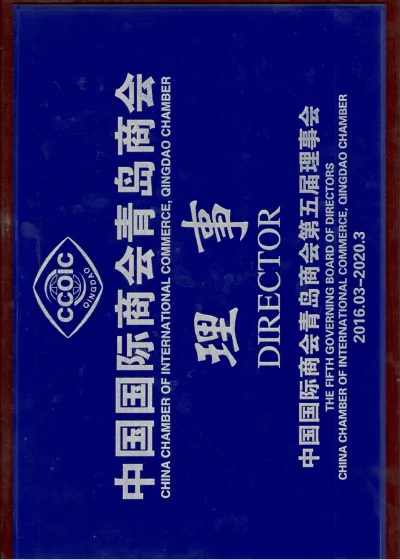 CCOIC
QINGDAO
中国国际商会青岛商会
CHINA CHAMBER OF INTERNATIONAL COMMERCE, QINGDAO CHAMBER
理 事
DIRECTOR
中国国际商会青岛商会第五届理事会
THE FIFTH GOVERNING BOARD OF DIRECTORS
CHINA CHAMBER OF INTERNATIONAL COMMERCE, QINGDAO CHAMBER
2016.03-2020.3